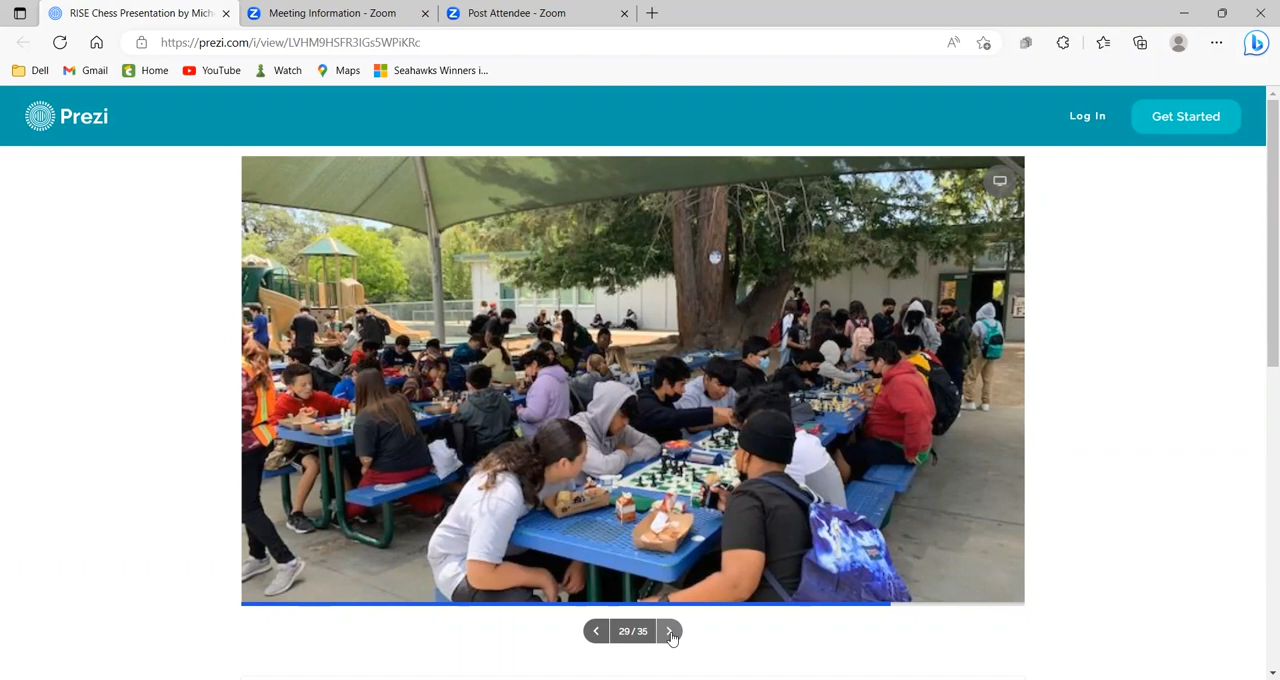 RISE Chess Presentation by Mich
Meeting Information - Zoom
Post Attendee - Zoom
https://prezi.com/i/view/LVHM9HSFR3IGs5WPiKRc
Dell
Gmail
Home
YouTube
Watch
Maps
Seahawks Winners i...
Prezi
Log In
Get Started
29 / 35